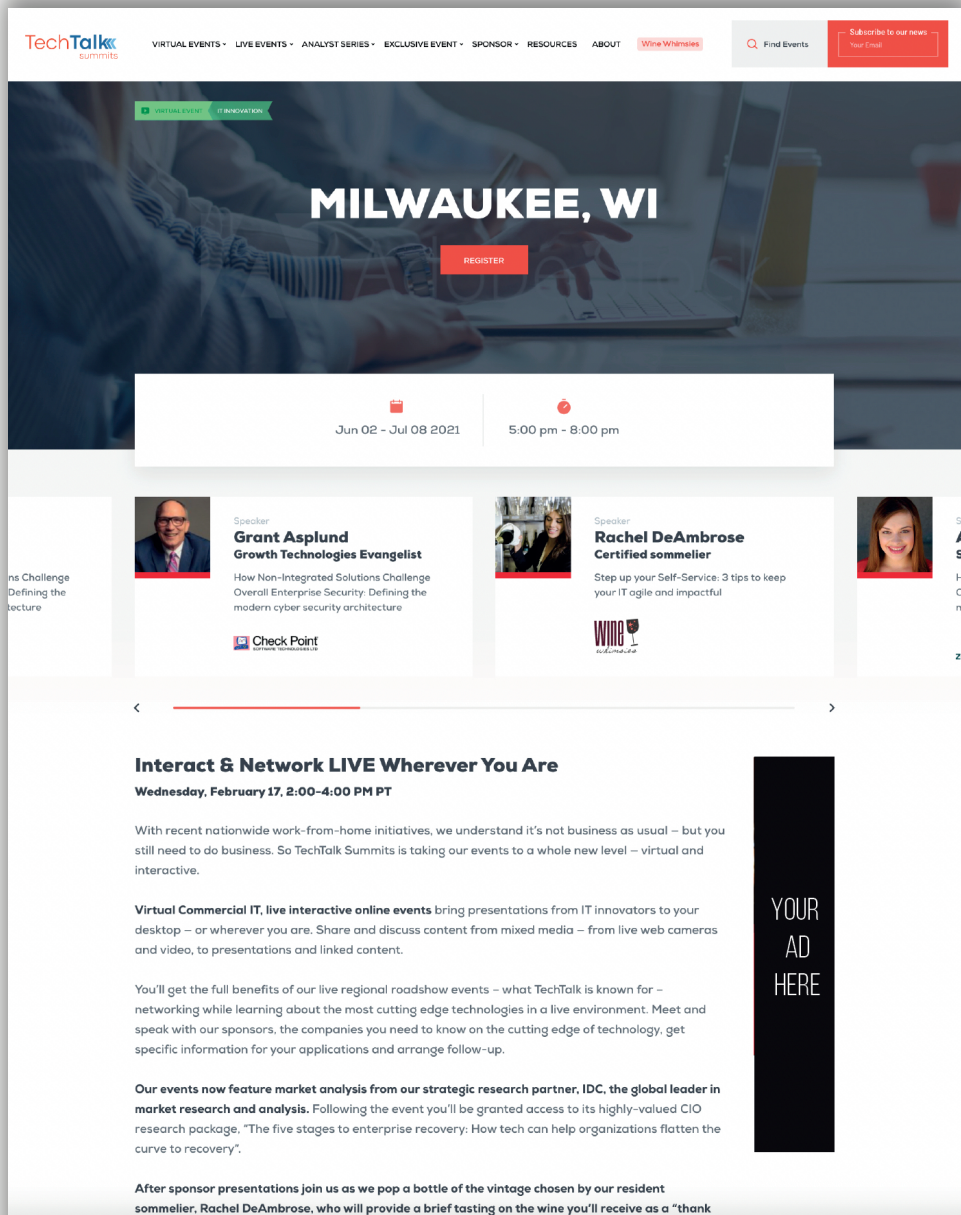 TechTalk
summits
VIRTUAL EVENTS
LIVE EVENTS
ANALYST SERIES
EXCLUSIVE EVENT
SPONSOR
RESOURCES
ABOUT
Wine Whimsies
Find Events
Subscribe to our news
Your Email
VIRTUAL EVENT
IT INNOVATION
MILWAUKEE, WI
REGISTER
Jun 02 - Jul 08 2021
5:00 pm - 8:00 pm
ns Challenge
Defining the
tecture
Speaker
Grant Asplund
Growth Technologies Evangelist
How Non-Integrated Solutions Challenge
Overall Enterprise Security: Defining the
modern cyber security architecture
Check Point
SOFTWARE TECHNOLOGIES LTD
Speaker
Rachel DeAmbrose
Certified sommelier
Step up your Self-Service: 3 tips to keep
your IT agile and impactful
WINE
whimsies
Interact & Network LIVE Wherever You Are
Wednesday, February 17, 2:00-4:00 PM PT
With recent nationwide work-from-home initiatives, we understand it's not business as usual – but you
still need to do business. So TechTalk Summits is taking our events to a whole new level – virtual and
interactive.
Virtual Commercial IT, live interactive online events bring presentations from IT innovators to your
desktop – or wherever you are. Share and discuss content from mixed media – from live web cameras
and video, to presentations and linked content.
You'll get the full benefits of our live regional roadshow events – what TechTalk is known for –
networking while learning about the most cutting edge technologies in a live environment. Meet and
speak with our sponsors, the companies you need to know on the cutting edge of technology, get
specific information for your applications and arrange follow-up.
Our events now feature market analysis from our strategic research partner, IDC, the global leader in
market research and analysis. Following the event you'll be granted access to its highly-valued CIO
research package, "The five stages to enterprise recovery: How tech can help organizations flatten the
curve to recovery".
After sponsor presentations join us as we pop a bottle of the vintage chosen by our resident
sommelier, Rachel DeAmbrose, who will provide a brief tasting on the wine you'll receive as a "thank
YOUR
AD
HERE